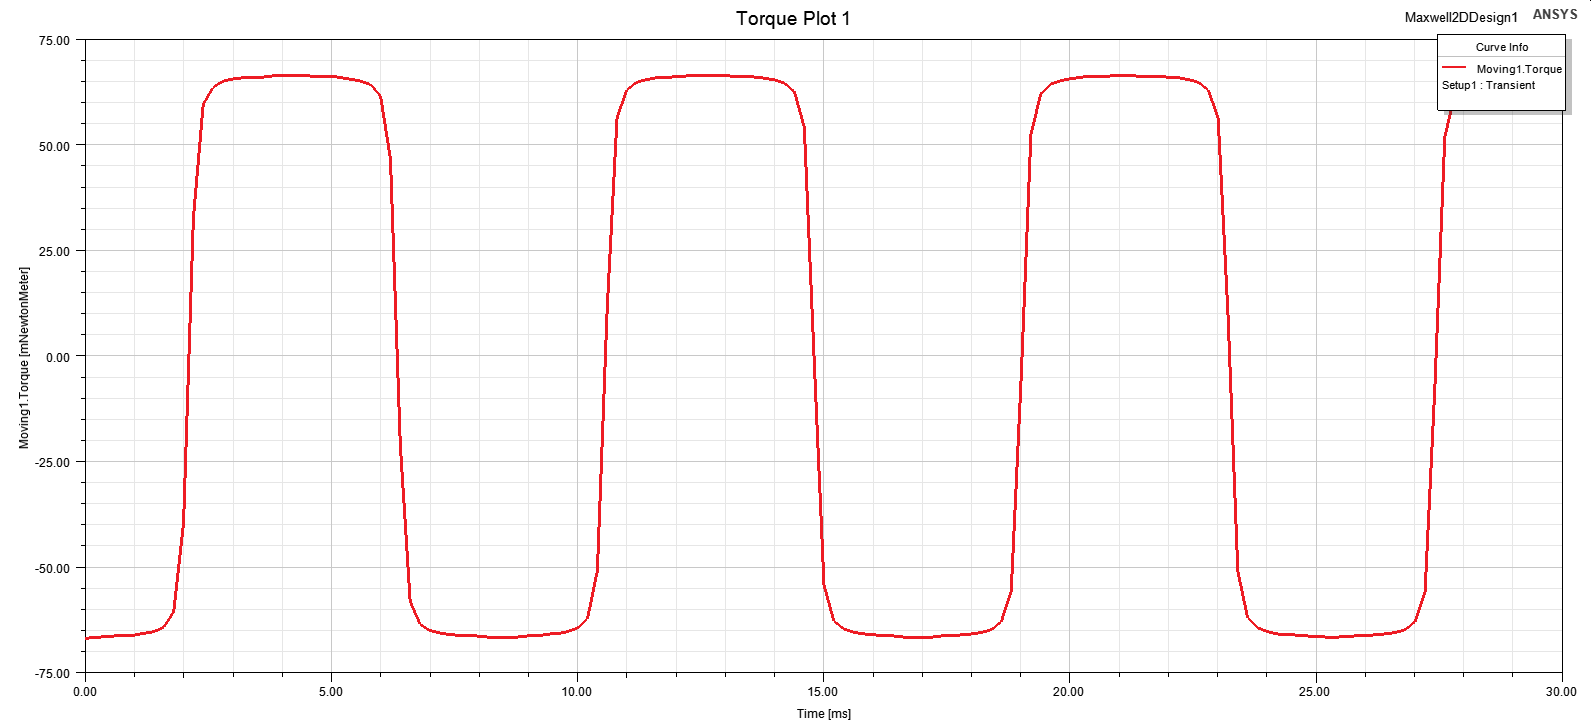 Torque Plot 1
Maxwell2DDesign1 ANSYS
Curve Info
Moving1.Torque
Setup1 : Transient
75.00
50.00
25.00
0.00
-25.00
-50.00
-75.00
Moving1.Torque [mNewtonMeter]
0.00 5.00 10.00 15.00 20.00 25.00 30.00
Time [ms]